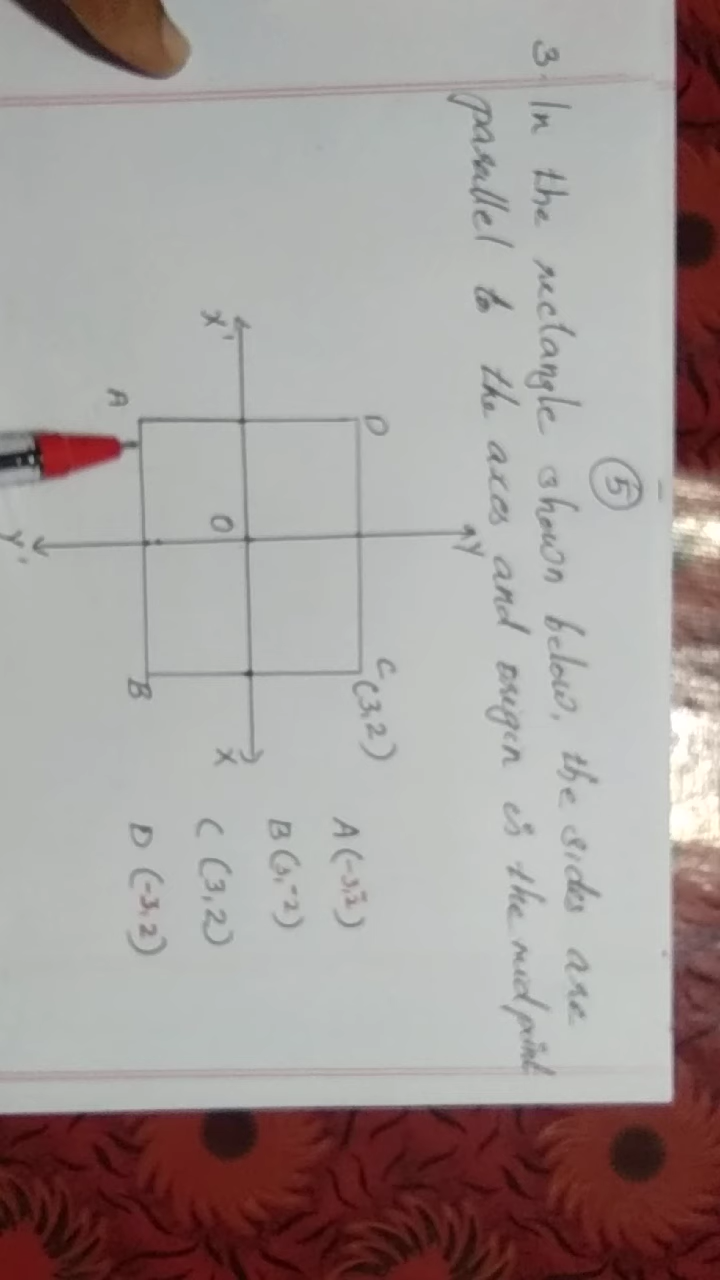 5
3. In the rectangle shown below, the sides are
parallel to the axes and origin is the midpoint
Y
D
C (3,2)
X'
O
X
A
B
Y'
A (-3,-2)
B (3,-2)
C (3,2)
D (-3,2)